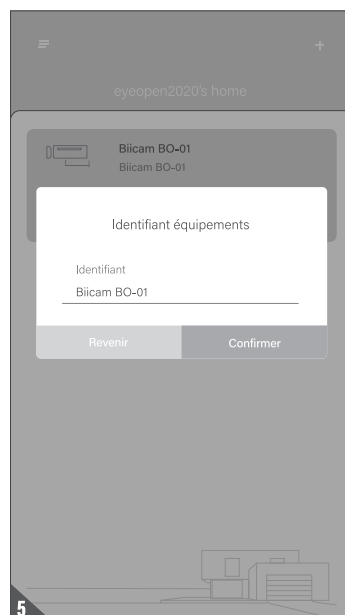 eyeopen2020's home
Biicam BO-01
Biicam BO-01
Identifiant équipements
Identifiant
Biicam BO-01
Revenir
Confirmer
5